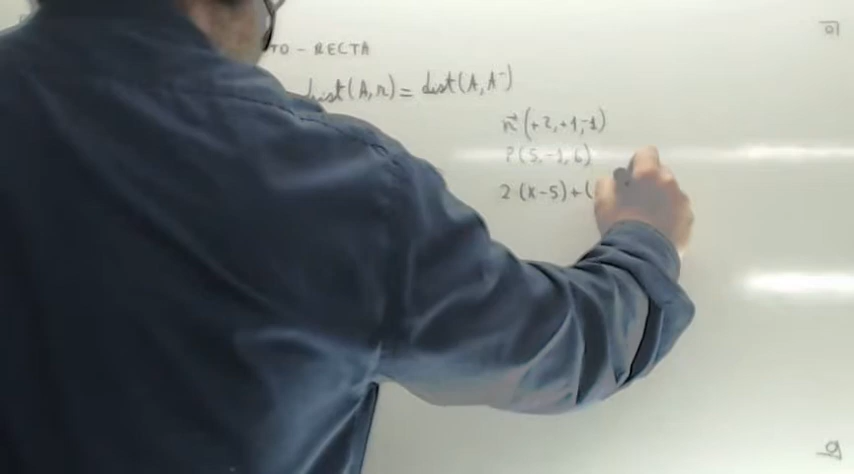 TO - RECTA
dist(A,r) = dist(A,A')
n⃗ (+2,+1,-1)
P(5,-1,6)
2(x-5)+(